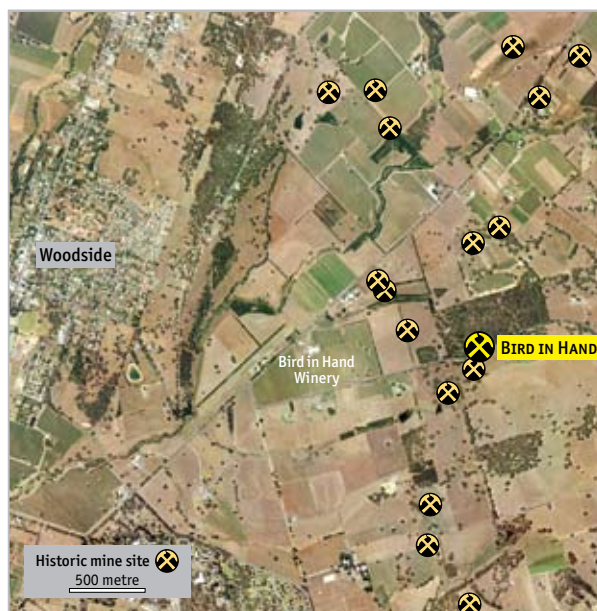 Woodside
BIRD IN HAND
Bird in Hand
Winery
Historic mine site
500 metre